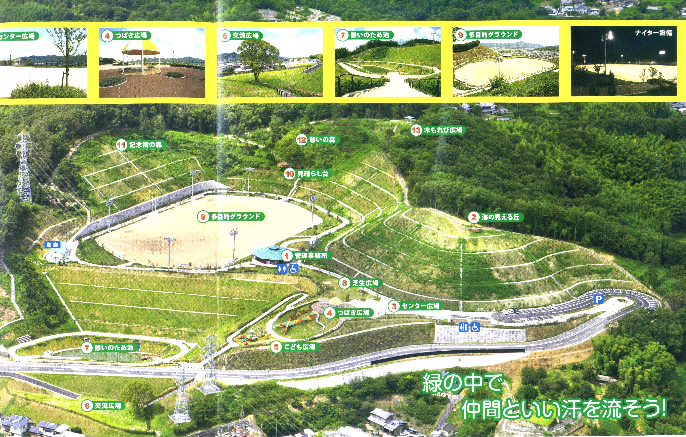 センター広場
4 つばき広場
6 交流広場
7 憩いのため池
9 多目的グラウンド
ナイター設備
11 記念樹の森
12 憩いの森
13 木もれび広場
10 見晴らし台
9 多目的グラウンド
2 海の見える丘
1 管理事務所
8 芝生広場
3 センター広場
P
4 つばき広場
7 憩いのため池
5 こども広場
6 交流広場
緑の中で
仲間といい汗を流そう!